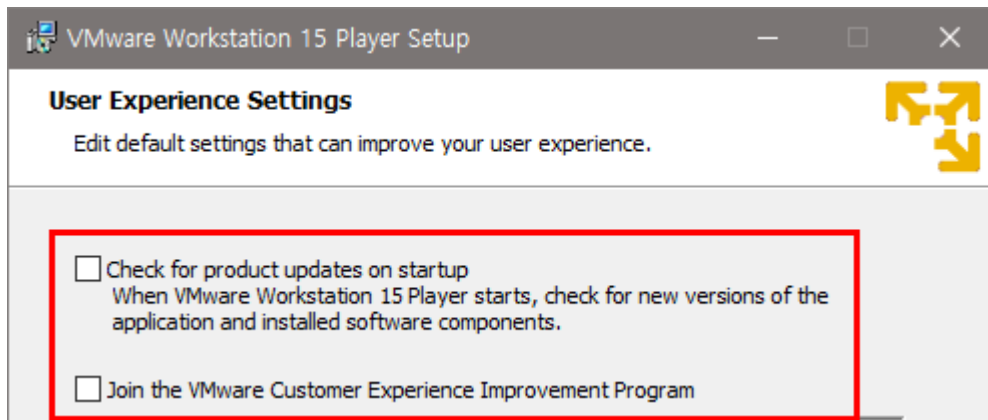 VMware Workstation 15 Player Setup
User Experience Settings
Edit default settings that can improve your user experience.
Check for product updates on startup
When VMware Workstation 15 Player starts, check for new versions of the
application and installed software components.
Join the VMware Customer Experience Improvement Program